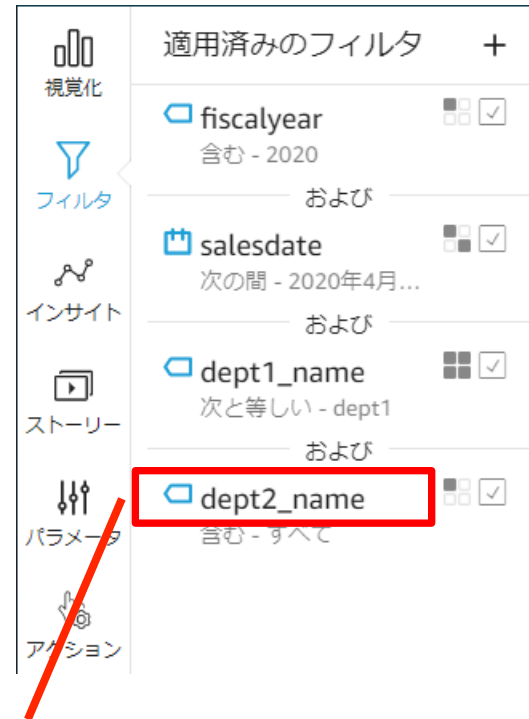 視覚化
フィルタ
インサイト
ストーリー
パラメータ
アクション
適用済みのフィルタ +
fiscalyear
含む - 2020
および
salesdate
次の間 - 2020年4月...
および
dept1_name
次と等しい - dept1
および
dept2_name
含む - すべて